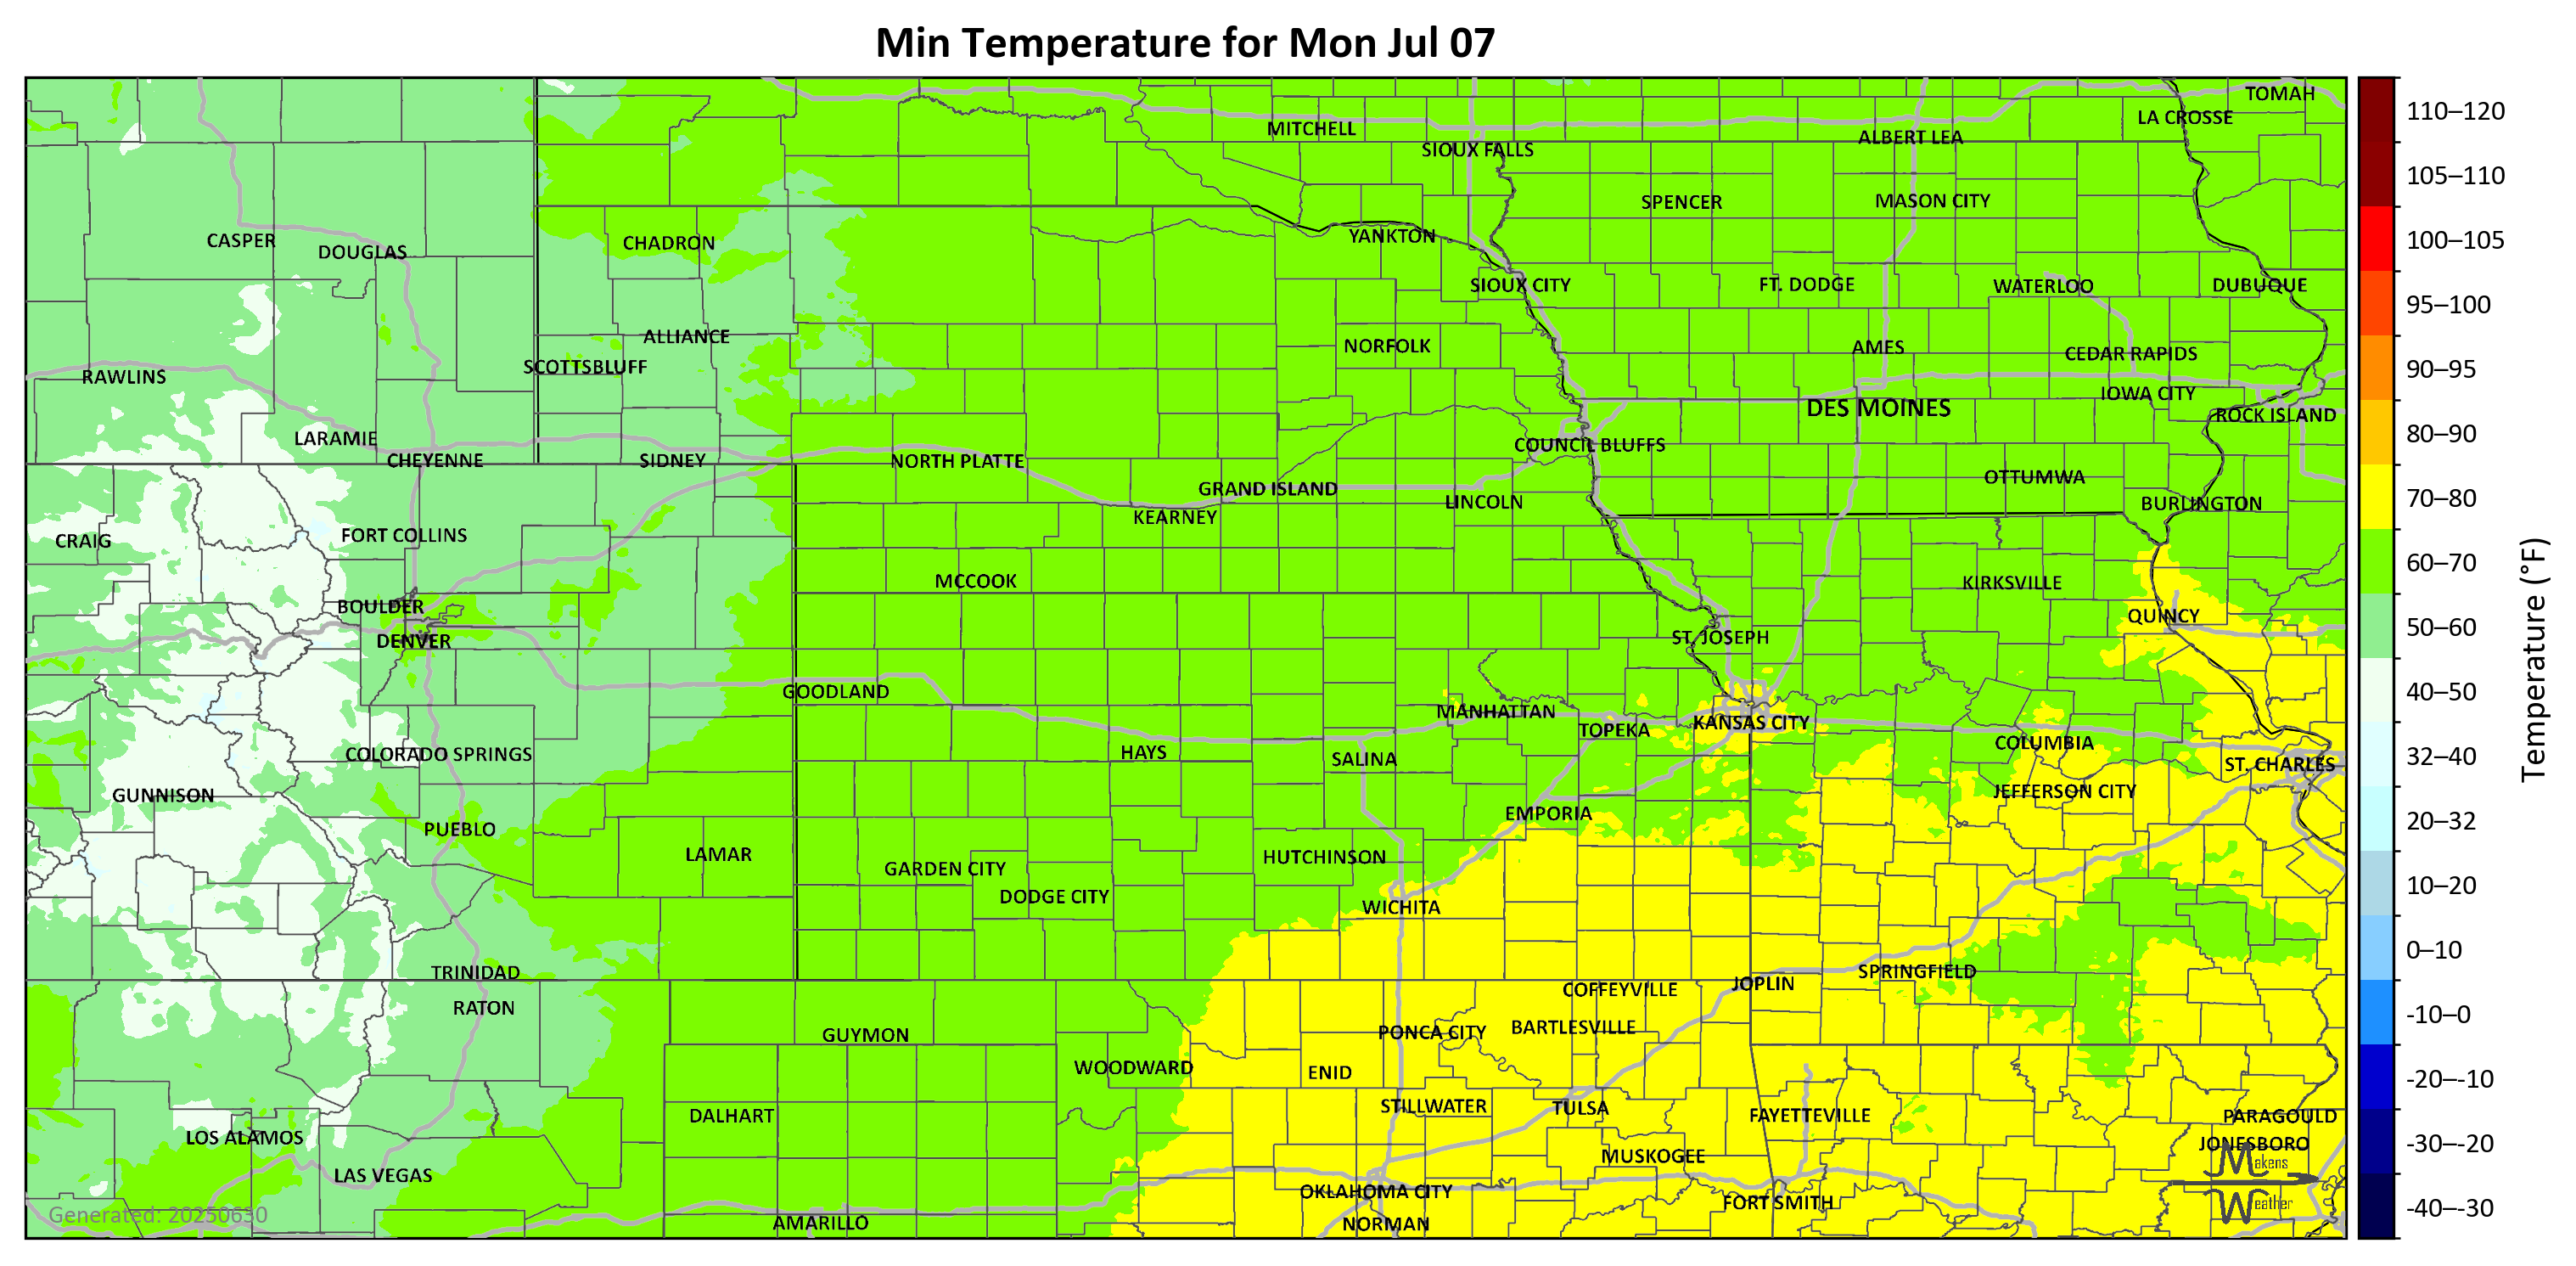 Min Temperature for Mon Jul 07
TOMAH
LA CROSSE
MITCHELL
ALBERT LEA
SIOUX FALLS
SPENCER
MASON CITY
CASPER
DOUGLAS
CHADRON
YANKTON
SIOUX CITY
FT. DODGE
WATERLOO
DUBUQUE
ALLIANCE
NORFOLK
AMES
CEDAR RAPIDS
SCOTTSBLUFF
RAWLINS
IOWA CITY
DES MOINES
ROCK ISLAND
LARAMIE
COUNCIL BLUFFS
CHEYENNE
SIDNEY
NORTH PLATTE
OTTUMWA
GRAND ISLAND
LINCOLN
BURLINGTON
KEARNEY
FORT COLLINS
CRAIG
MCCOOK
KIRKSVILLE
BOULDER
QUINCY
DENVER
ST. JOSEPH
GOODLAND
MANHATTAN
KANSAS CITY
TOPEKA
COLUMBIA
COLORADO SPRINGS
HAYS
SALINA
ST. CHARLES
GUNNISON
JEFFERSON CITY
EMPORIA
PUEBLO
LAMAR
HUTCHINSON
GARDEN CITY
DODGE CITY
WICHITA
TRINIDAD
SPRINGFIELD
JOPLIN
COFFEYVILLE
RATON
BARTLESVILLE
PONCA CITY
GUYMON
WOODWARD
ENID
STILLWATER
TULSA
DALHART
FAYETTEVILLE
PARAGOULD
LOS ALAMOS
JONESBORO
MUSKOGEE
LAS VEGAS
OKLAHOMA CITY
FORT SMITH
AMARILLO
NORMAN
Makens
Weather
Generated: 20250630
110–120
105–110
100–105
95–100
90–95
80–90
70–80
60–70
50–60
40–50
32–40
20–32
10–20
0–10
-10–0
-20–-10
-30–-20
-40–-30
Temperature (°F)